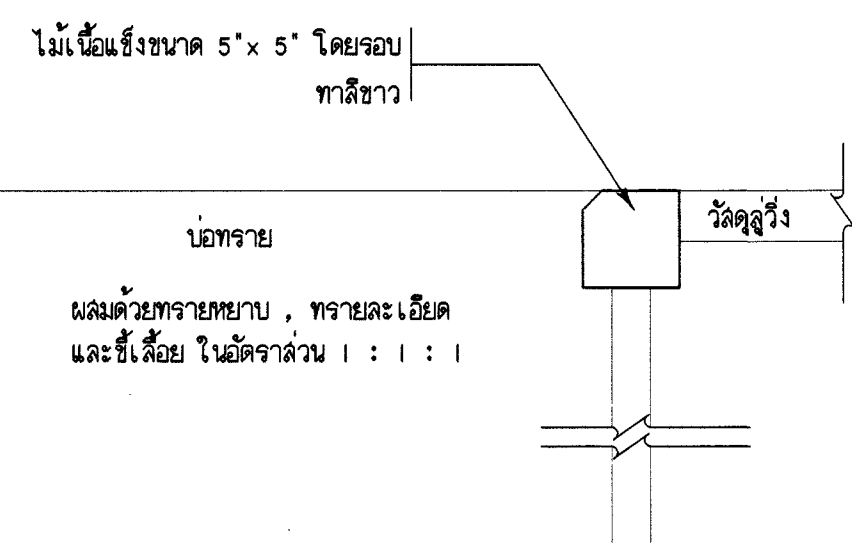 ไม้เนื้อแข็งขนาด 5"x 5" โดยรอบ
ทาสีขาว
บ่อทราย
วัสดุลู่วิ่ง
ผสมด้วยทรายหยาบ , ทรายละเอียด
และขี้เลื้อย ในอัตราส่วน 1 : 1 : 1